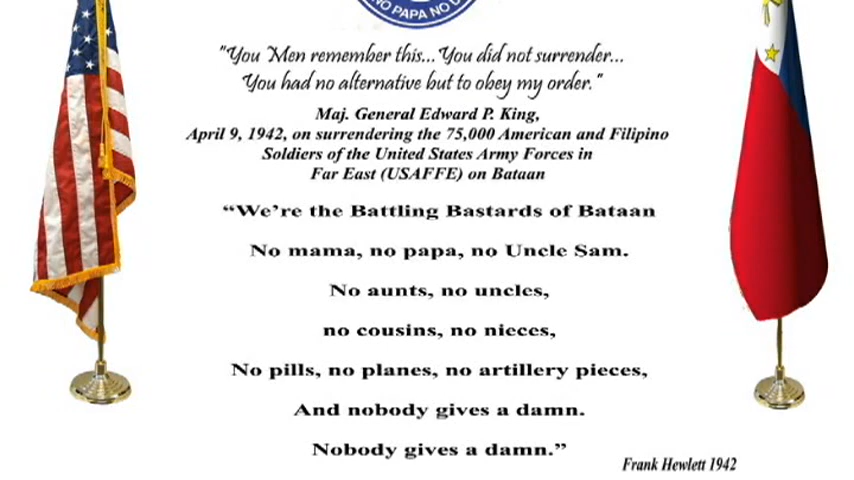 NO PAPA NO U
"You Men remember this... You did not surrender...
You had no alternative but to obey my order."
Maj. General Edward P. King,
April 9, 1942, on surrendering the 75,000 American and Filipino
Soldiers of the United States Army Forces in
Far East (USAFFE) on Bataan
“We're the Battling Bastards of Bataan
No mama, no papa, no Uncle Sam.
No aunts, no uncles,
no cousins, no nieces,
No pills, no planes, no artillery pieces,
And nobody gives a damn.
Nobody gives a damn.”
Frank Hewlett 1942